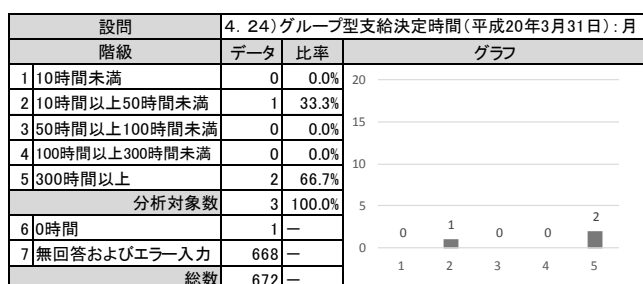 設問 4. 24)グループ型支給決定時間(平成20年3月31日):月
階級 データ 比率 グラフ
1 10時間未満 0 0.0%
2 10時間以上50時間未満 1 33.3%
3 50時間以上100時間未満 0 0.0%
4 100時間以上300時間未満 0 0.0%
5 300時間以上 2 66.7%
分析対象数 3 100.0%
6 0時間 1 －
7 無回答およびエラー入力 668 －
総数 672 －
20
15
10
5
0
0 1 0 0 2
1 2 3 4 5